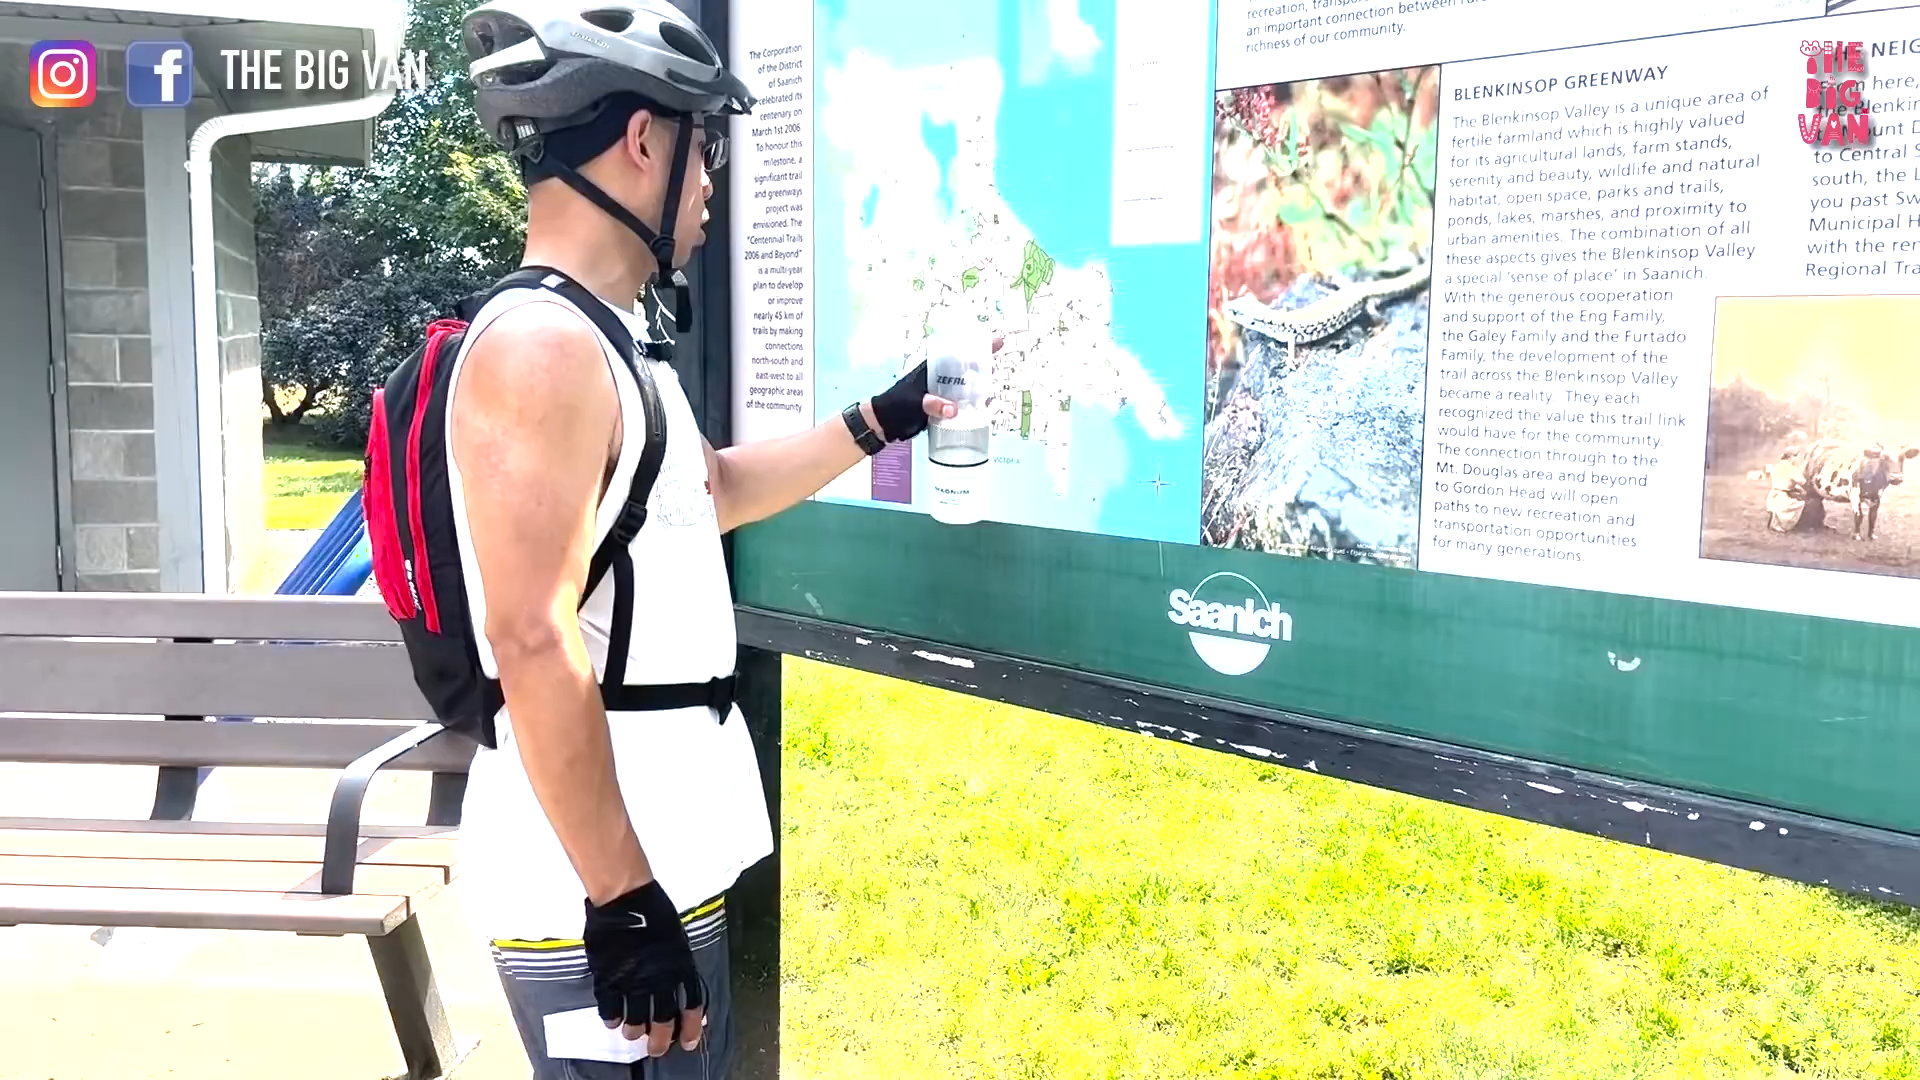 THE BIG VAN
THE
BIG
VAN
The Corporation
of the District
of Saanich
celebrated its
centenary on
March 1st 2006
To honour this
milestone, a
significant trail
and greenways
project was
envisioned. The
"Centennial Trails
2006 and Beyond"
is a multi-year
plan to develop
or improve
nearly 45 km of
trails by making
connections
north-south and
east-west to all
geographic areas
of the community
ZEFAL
MAGNUM
VICTORIA
recreation,
an important connection between
richness of our community.
BLENKINSOP GREENWAY
The Blenkinsop Valley is a unique area of
fertile farmland which is highly valued
for its agricultural lands, farm stands,
serenity and beauty, wildlife and natural
habitat, open space, parks and trails,
ponds, lakes, marshes, and proximity to
urban amenities. The combination of all
these aspects gives the Blenkinsop Valley
a special 'sense of place' in Saanich.
With the generous cooperation
and support of the Eng Family,
the Galey Family and the Furtado
Family, the development of the
trail across the Blenkinsop Valley
became a reality. They each
recognized the value this trail link
would have for the community.
The connection through to the
Mt. Douglas area and beyond
to Gordon Head will open
paths to new recreation and
transportation opportunities
for many generations.
NEIG
here,
the Blenkin
Mount D
to Central S
south, the L
you past Sw
Municipal H
with the ren
Regional Tra
Saanich